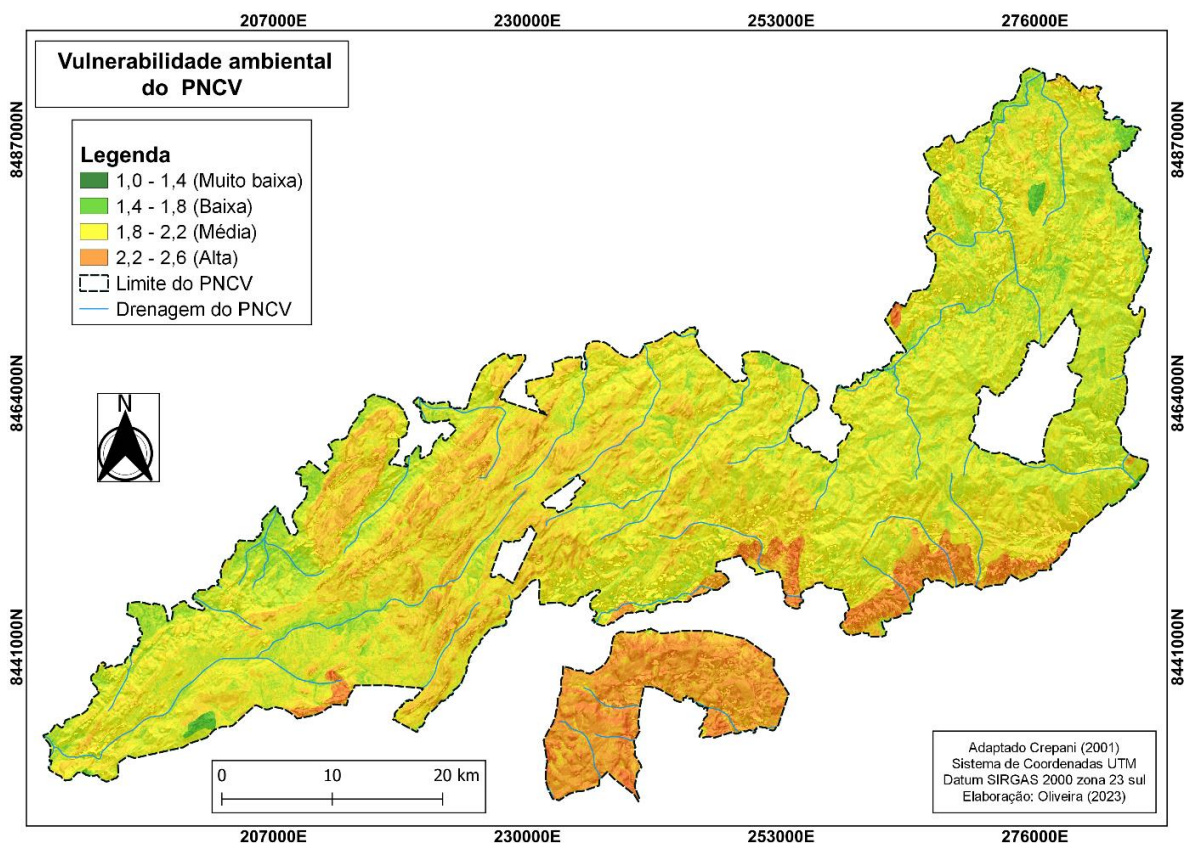 207000E 230000E 253000E 276000E
Vulnerabilidade ambiental
do PNCV
8487000N 8487000N
Legenda
1,0 - 1,4 (Muito baixa)
1,4 - 1,8 (Baixa)
1,8 - 2,2 (Média)
2,2 - 2,6 (Alta)
Limite do PNCV
Drenagem do PNCV
8464000N 8464000N
N
8441000N 8441000N
0 10 20 km
Adaptado Crepani (2001)
Sistema de Coordenadas UTM
Datum SIRGAS 2000 zona 23 sul
Elaboração: Oliveira (2023)
207000E 230000E 253000E 276000E